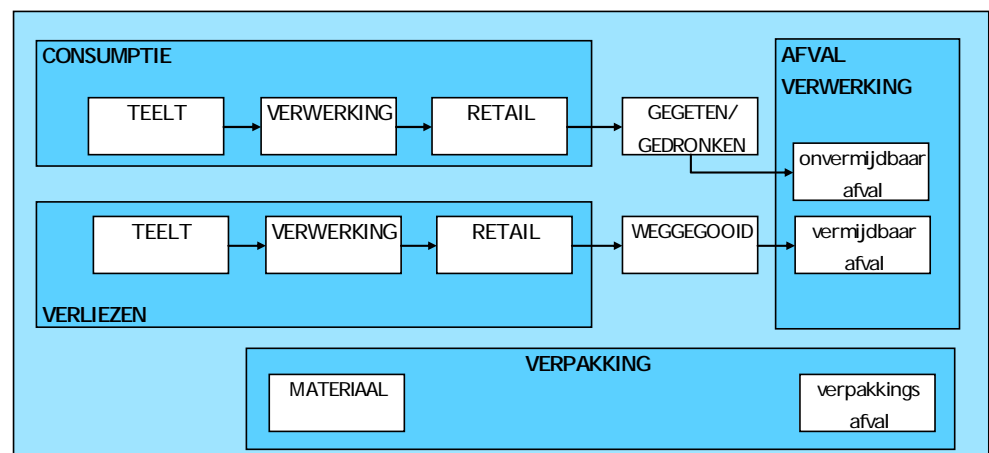 CONSUMPTIE
TEELT
VERWERKING
RETAIL
GEGETEN/
GEDRONKEN
AFVAL
VERWERKING
onvermijdbaar
afval
TEELT
VERWERKING
RETAIL
WEGGEGOOID
vermijdbaar
afval
VERLIEZEN
VERPAKKING
MATERIAAL
verpakkings
afval